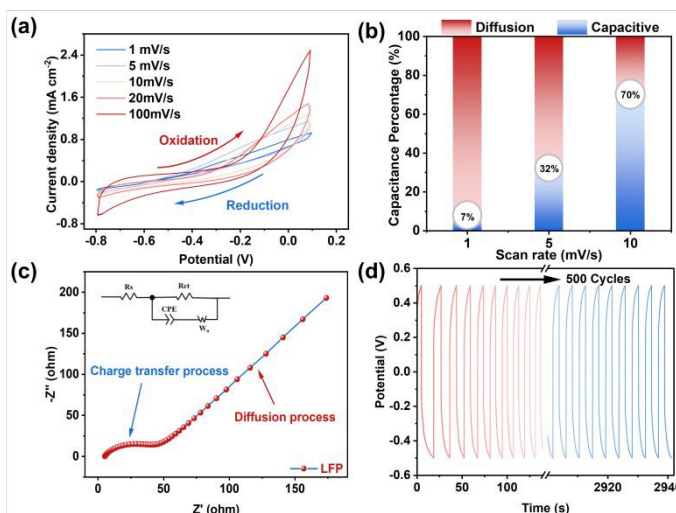 (a)
1 mV/s
5 mV/s
10mV/s
20mV/s
100mV/s
Oxidation
Reduction
2.4
1.6
0.8
0.0
-0.8
Current density (mA cm⁻²)
-0.8 -0.6 -0.4 -0.2 0.0 0.2
Potential (V)
(b)
Diffusion Capacitive
100
80
60
40
20
0
Capacitance Percentage (%)
7%
32%
70%
1 5 10
Scan rate (mV/s)
(c)
Rs
Rct
CPE
Wo
Charge transfer process
Diffusion process
LFP
200
150
100
50
0
-Z'' (ohm)
0 50 100 150
Z' (ohm)
(d)
500 Cycles
0.6
0.4
0.2
0.0
-0.2
-0.4
-0.6
Potential (V)
0 50 100 150 2920 2940
Time (s)